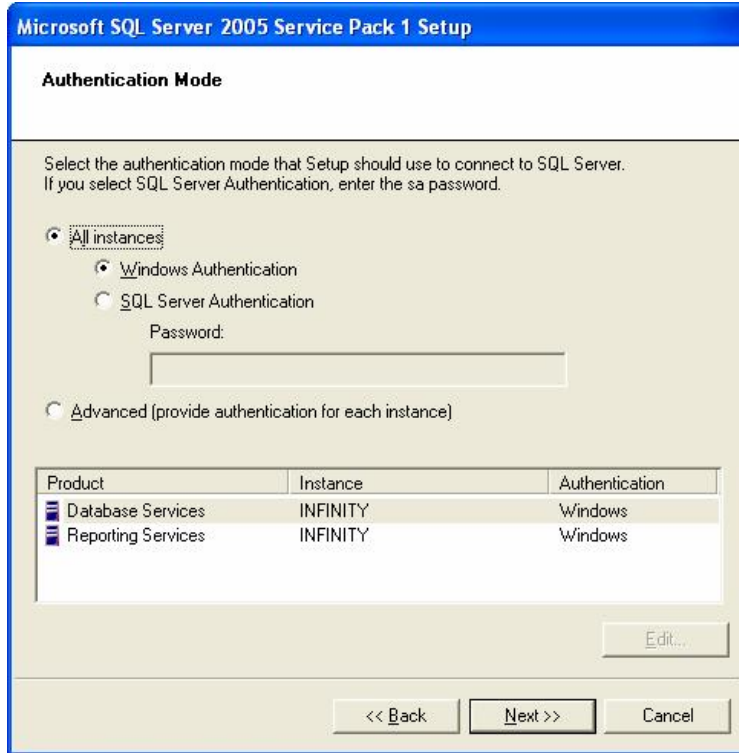 Microsoft SQL Server 2005 Service Pack 1 Setup
Authentication Mode
Select the authentication mode that Setup should use to connect to SQL Server.
If you select SQL Server Authentication, enter the sa password.
All instances
Windows Authentication
SQL Server Authentication
Password:
Advanced (provide authentication for each instance)
Product Instance Authentication
Database Services INFINITY Windows
Reporting Services INFINITY Windows
Edit...
<< Back Next >> Cancel